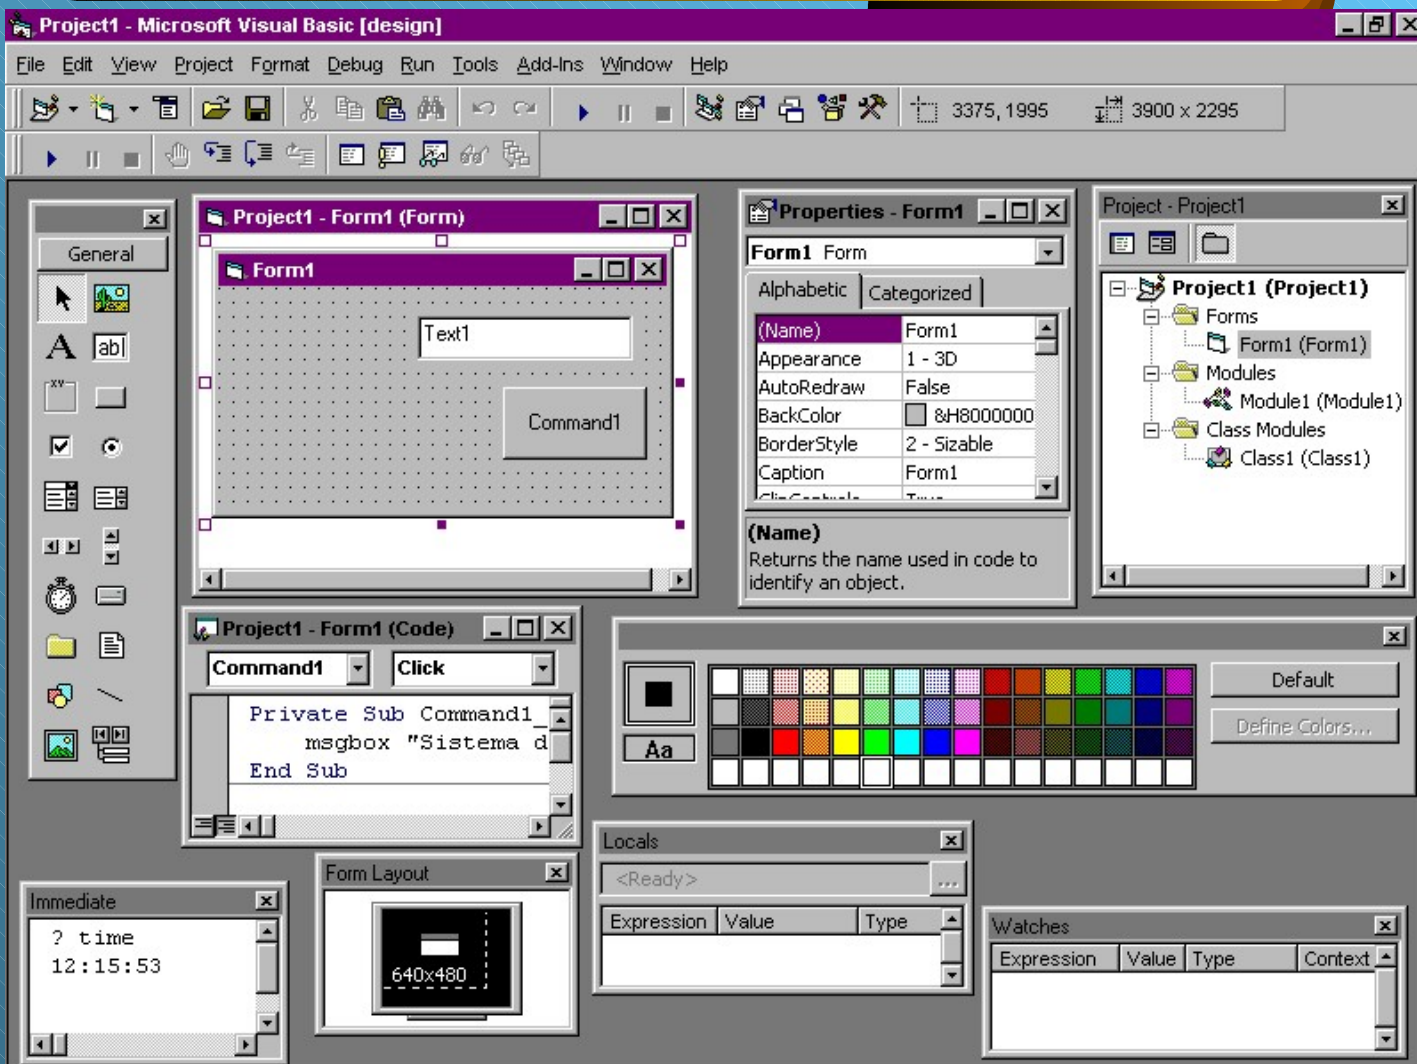 Project1 - Microsoft Visual Basic [design]
File Edit View Project Format Debug Run Tools Add-Ins Window Help
3375, 1995 3900 x 2295
General
A ab|
XY
Project1 - Form1 (Form)
Form1
Text1
Command1
Properties - Form1
Form1 Form
Alphabetic Categorized
(Name) Form1
Appearance 1 - 3D
AutoRedraw False
BackColor &H8000000
BorderStyle 2 - Sizable
Caption Form1
ClipControls True
(Name)
Returns the name used in code to
identify an object.
Project - Project1
Project1 (Project1)
Forms
Form1 (Form1)
Modules
Module1 (Module1)
Class Modules
Class1 (Class1)
Project1 - Form1 (Code)
Command1 Click
Private Sub Command1_
msgbox "Sistema d
End Sub
Aa
Default
Define Colors...
Immediate
? time
12:15:53
Form Layout
640x480
Locals
<Ready>
...
Expression Value Type
Watches
Expression Value Type Context